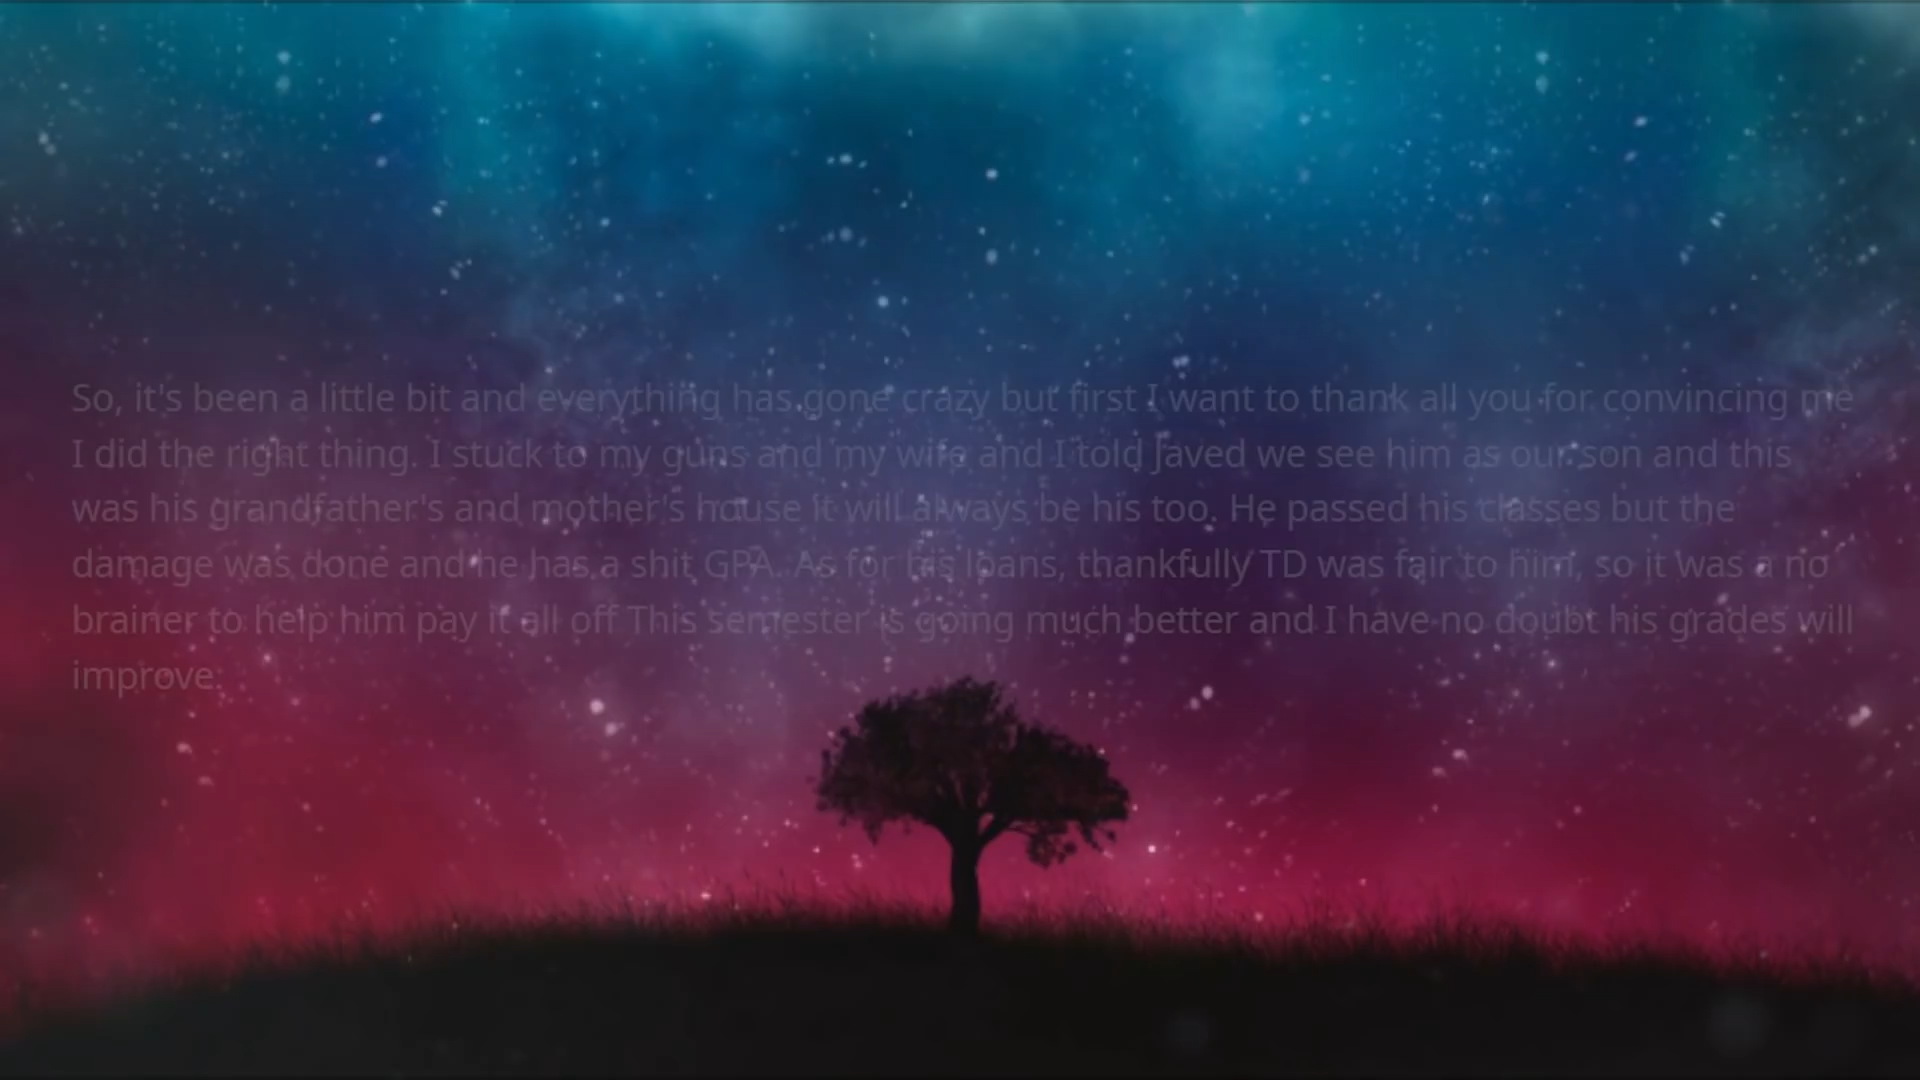 So, it's been a little bit and everything has gone crazy but first I want to thank all you for convincing me
I did the right thing. I stuck to my guns and my wife and I told Javed we see him as our son and this
was his grandfather's and mother's house it will always be his too. He passed his classes but the
damage was done and he has a shit GPA. As for his loans, thankfully TD was fair to him, so it was a no
brainer to help him pay it all off This semester is going much better and I have no doubt his grades will
improve.